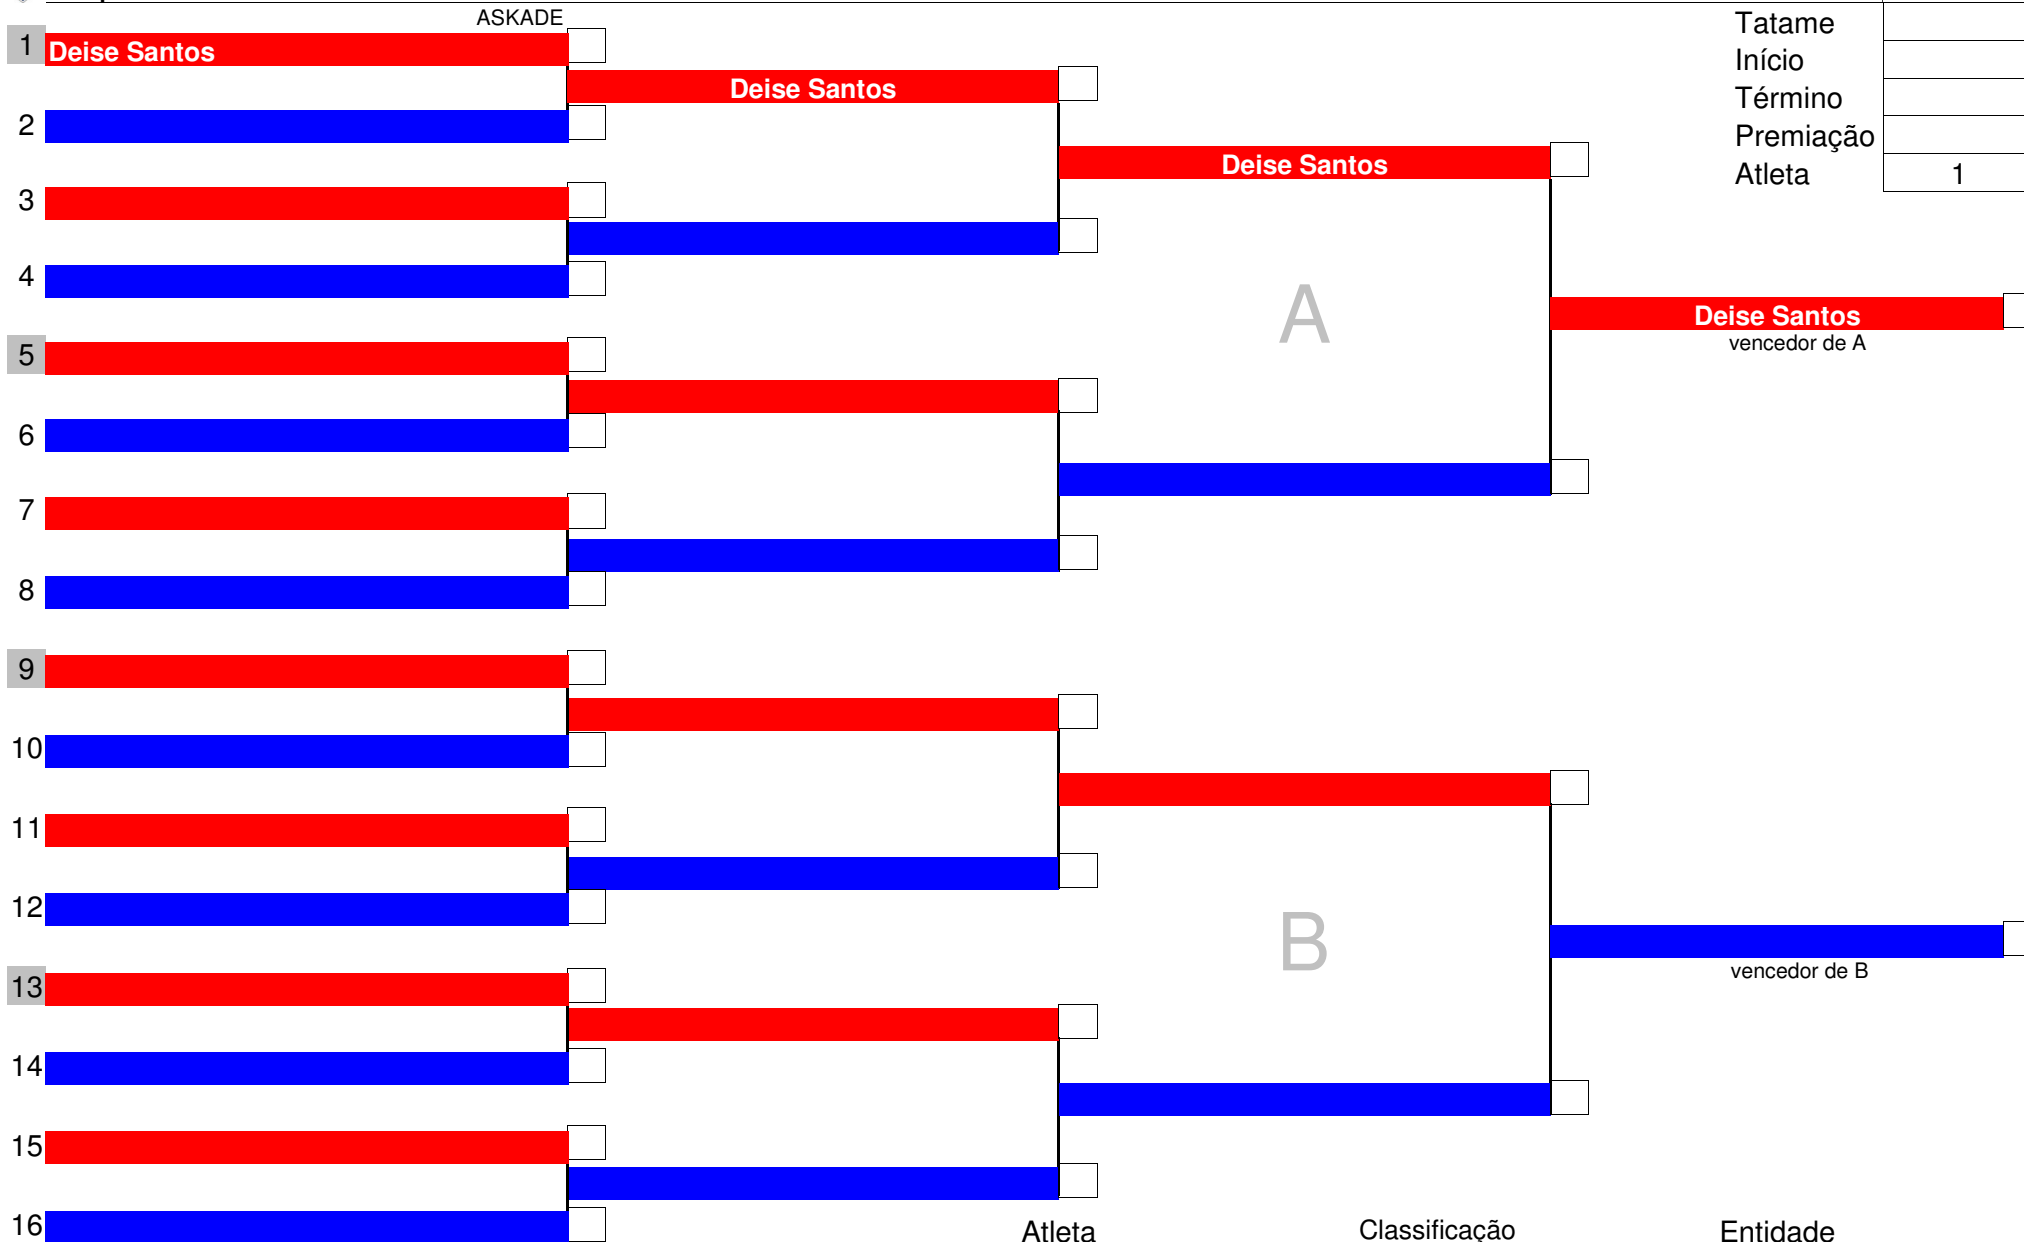 ASKADE
Tatame
1 Deise Santos
Início
Deise Santos
Término
2
Premiação
Deise Santos
Atleta 1
3
4
A
Deise Santos
vencedor de A
5
6
7
8
9
10
11
12
B
vencedor de B
13
14
15
16
Atleta Classificação Entidade